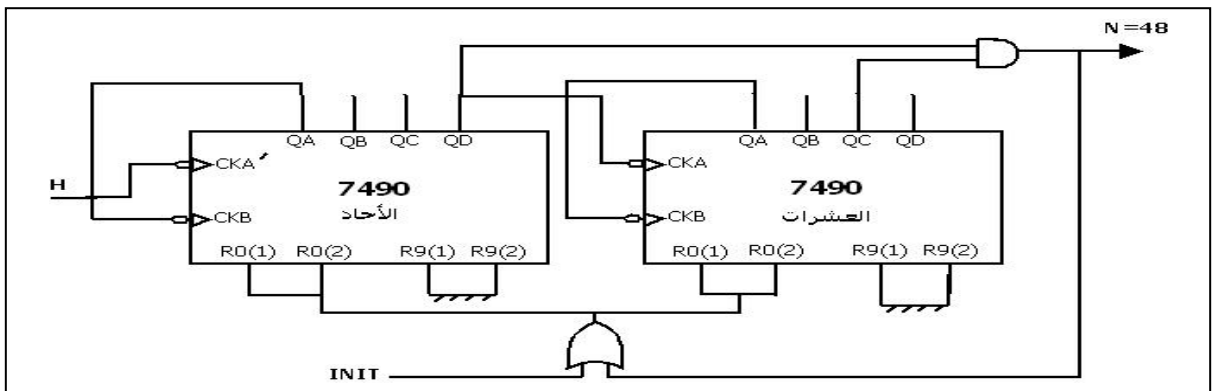 N=48
QA QB QC QD
QA QB QC QD
CKA
CKA
H
7490
7490
الأحاد
العشرات
CKB
CKB
R0(1) R0(2) R9(1) R9(2)
R0(1) R0(2) R9(1) R9(2)
INIT